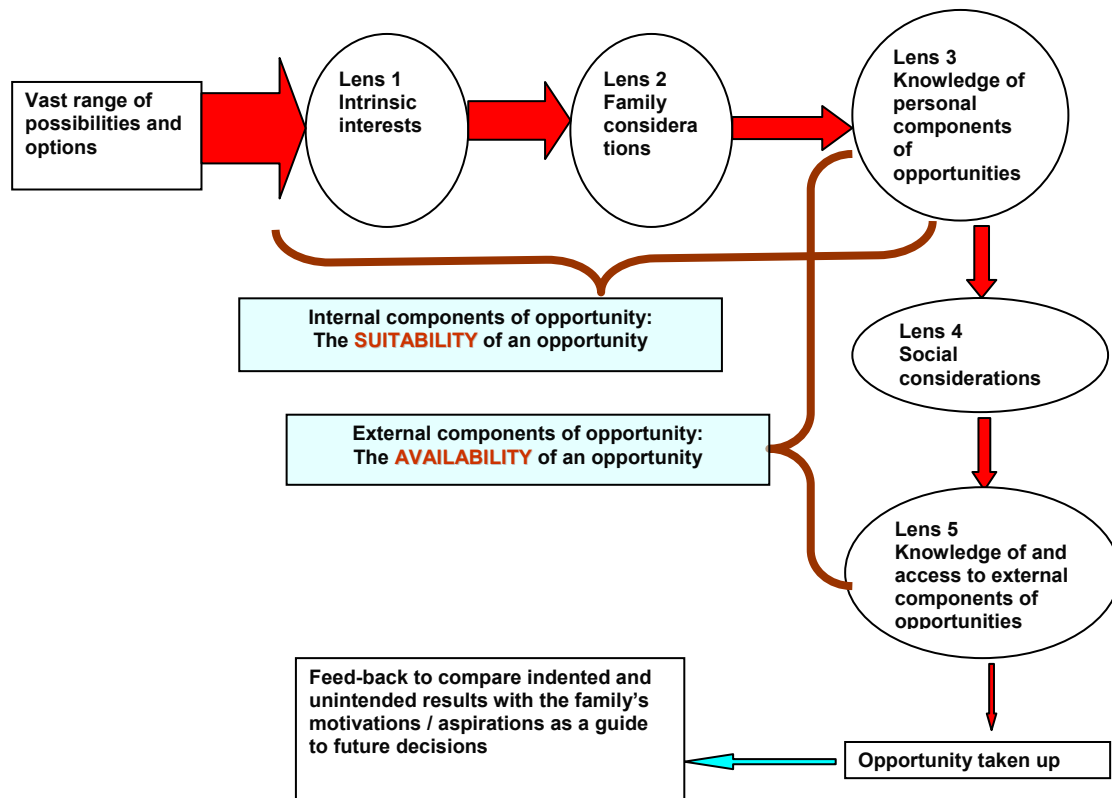 Vast range of
possibilities and
options
Lens 1
Intrinsic
interests
Lens 2
Family
considera
tions
Lens 3
Knowledge of
personal
components
of
opportunities
Internal components of opportunity:
The SUITABILITY of an opportunity
Lens 4
Social
considerations
External components of opportunity:
The AVAILABILITY of an opportunity
Lens 5
Knowledge of and
access to external
components of
opportunities
Feed-back to compare indented and
unintended results with the family's
motivations / aspirations as a guide
to future decisions
Opportunity taken up